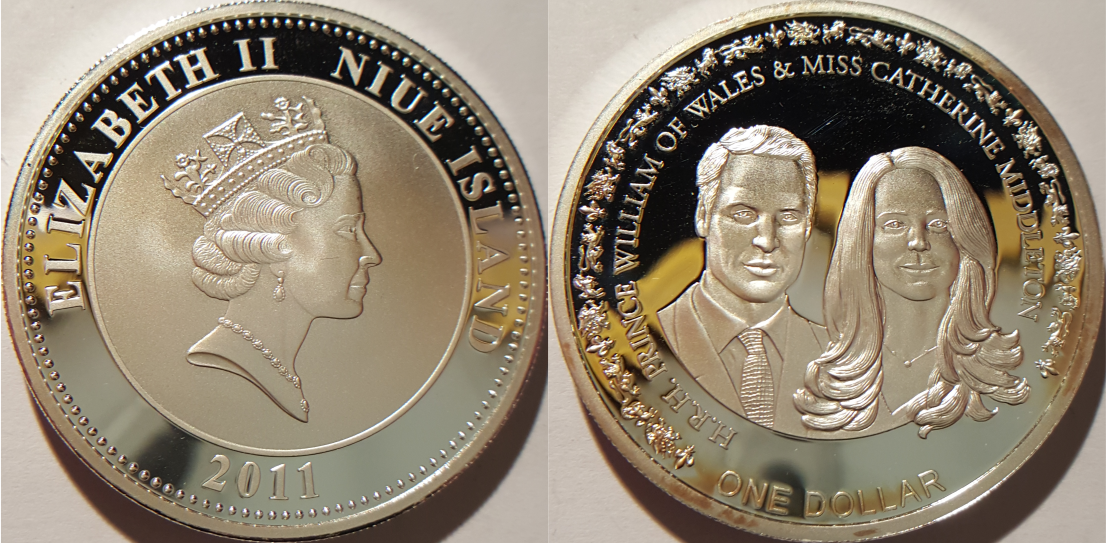 ELIZABETH II NIUE ISLAND
2011
H.R.H. PRINCE WILLIAM OF WALES & MISS CATHERINE MIDDLETON
ONE DOLLAR